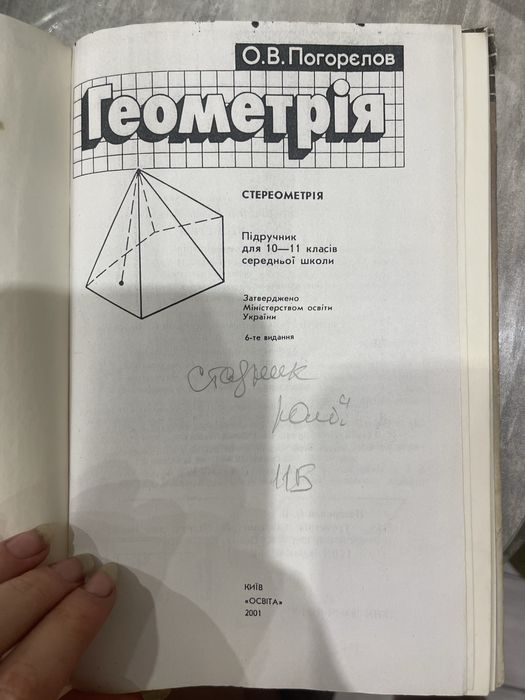 О.В.Погорєлов
Геометрія
СТЕРЕОМЕТРІЯ
Підручник
для 10—11 класів
середньої школи
Затверджено
Міністерством освіти
України
6-те видання
11Б
КИЇВ
«ОСВІТА»
2001